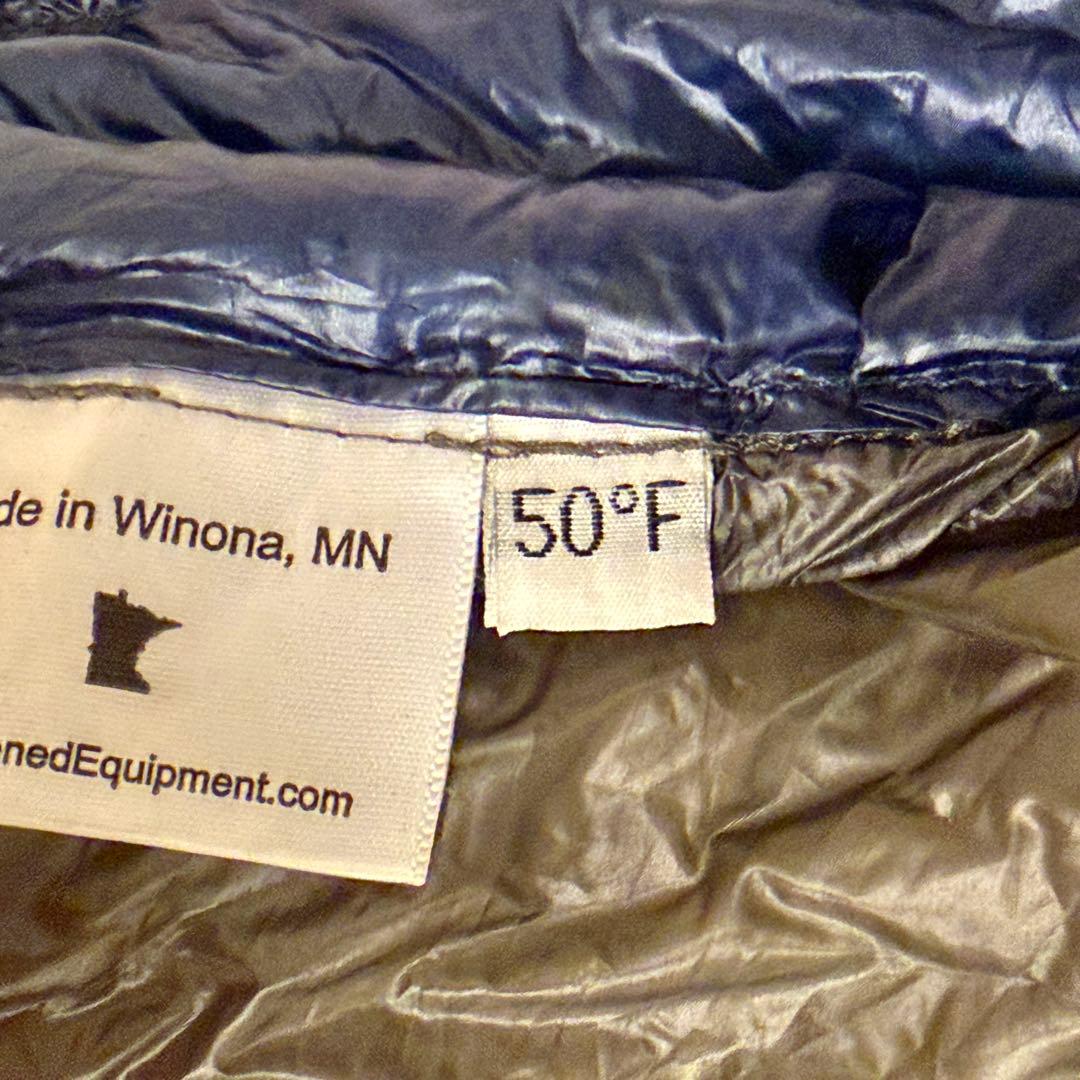 de in Winona, MN
50°F
nedEquipment.com